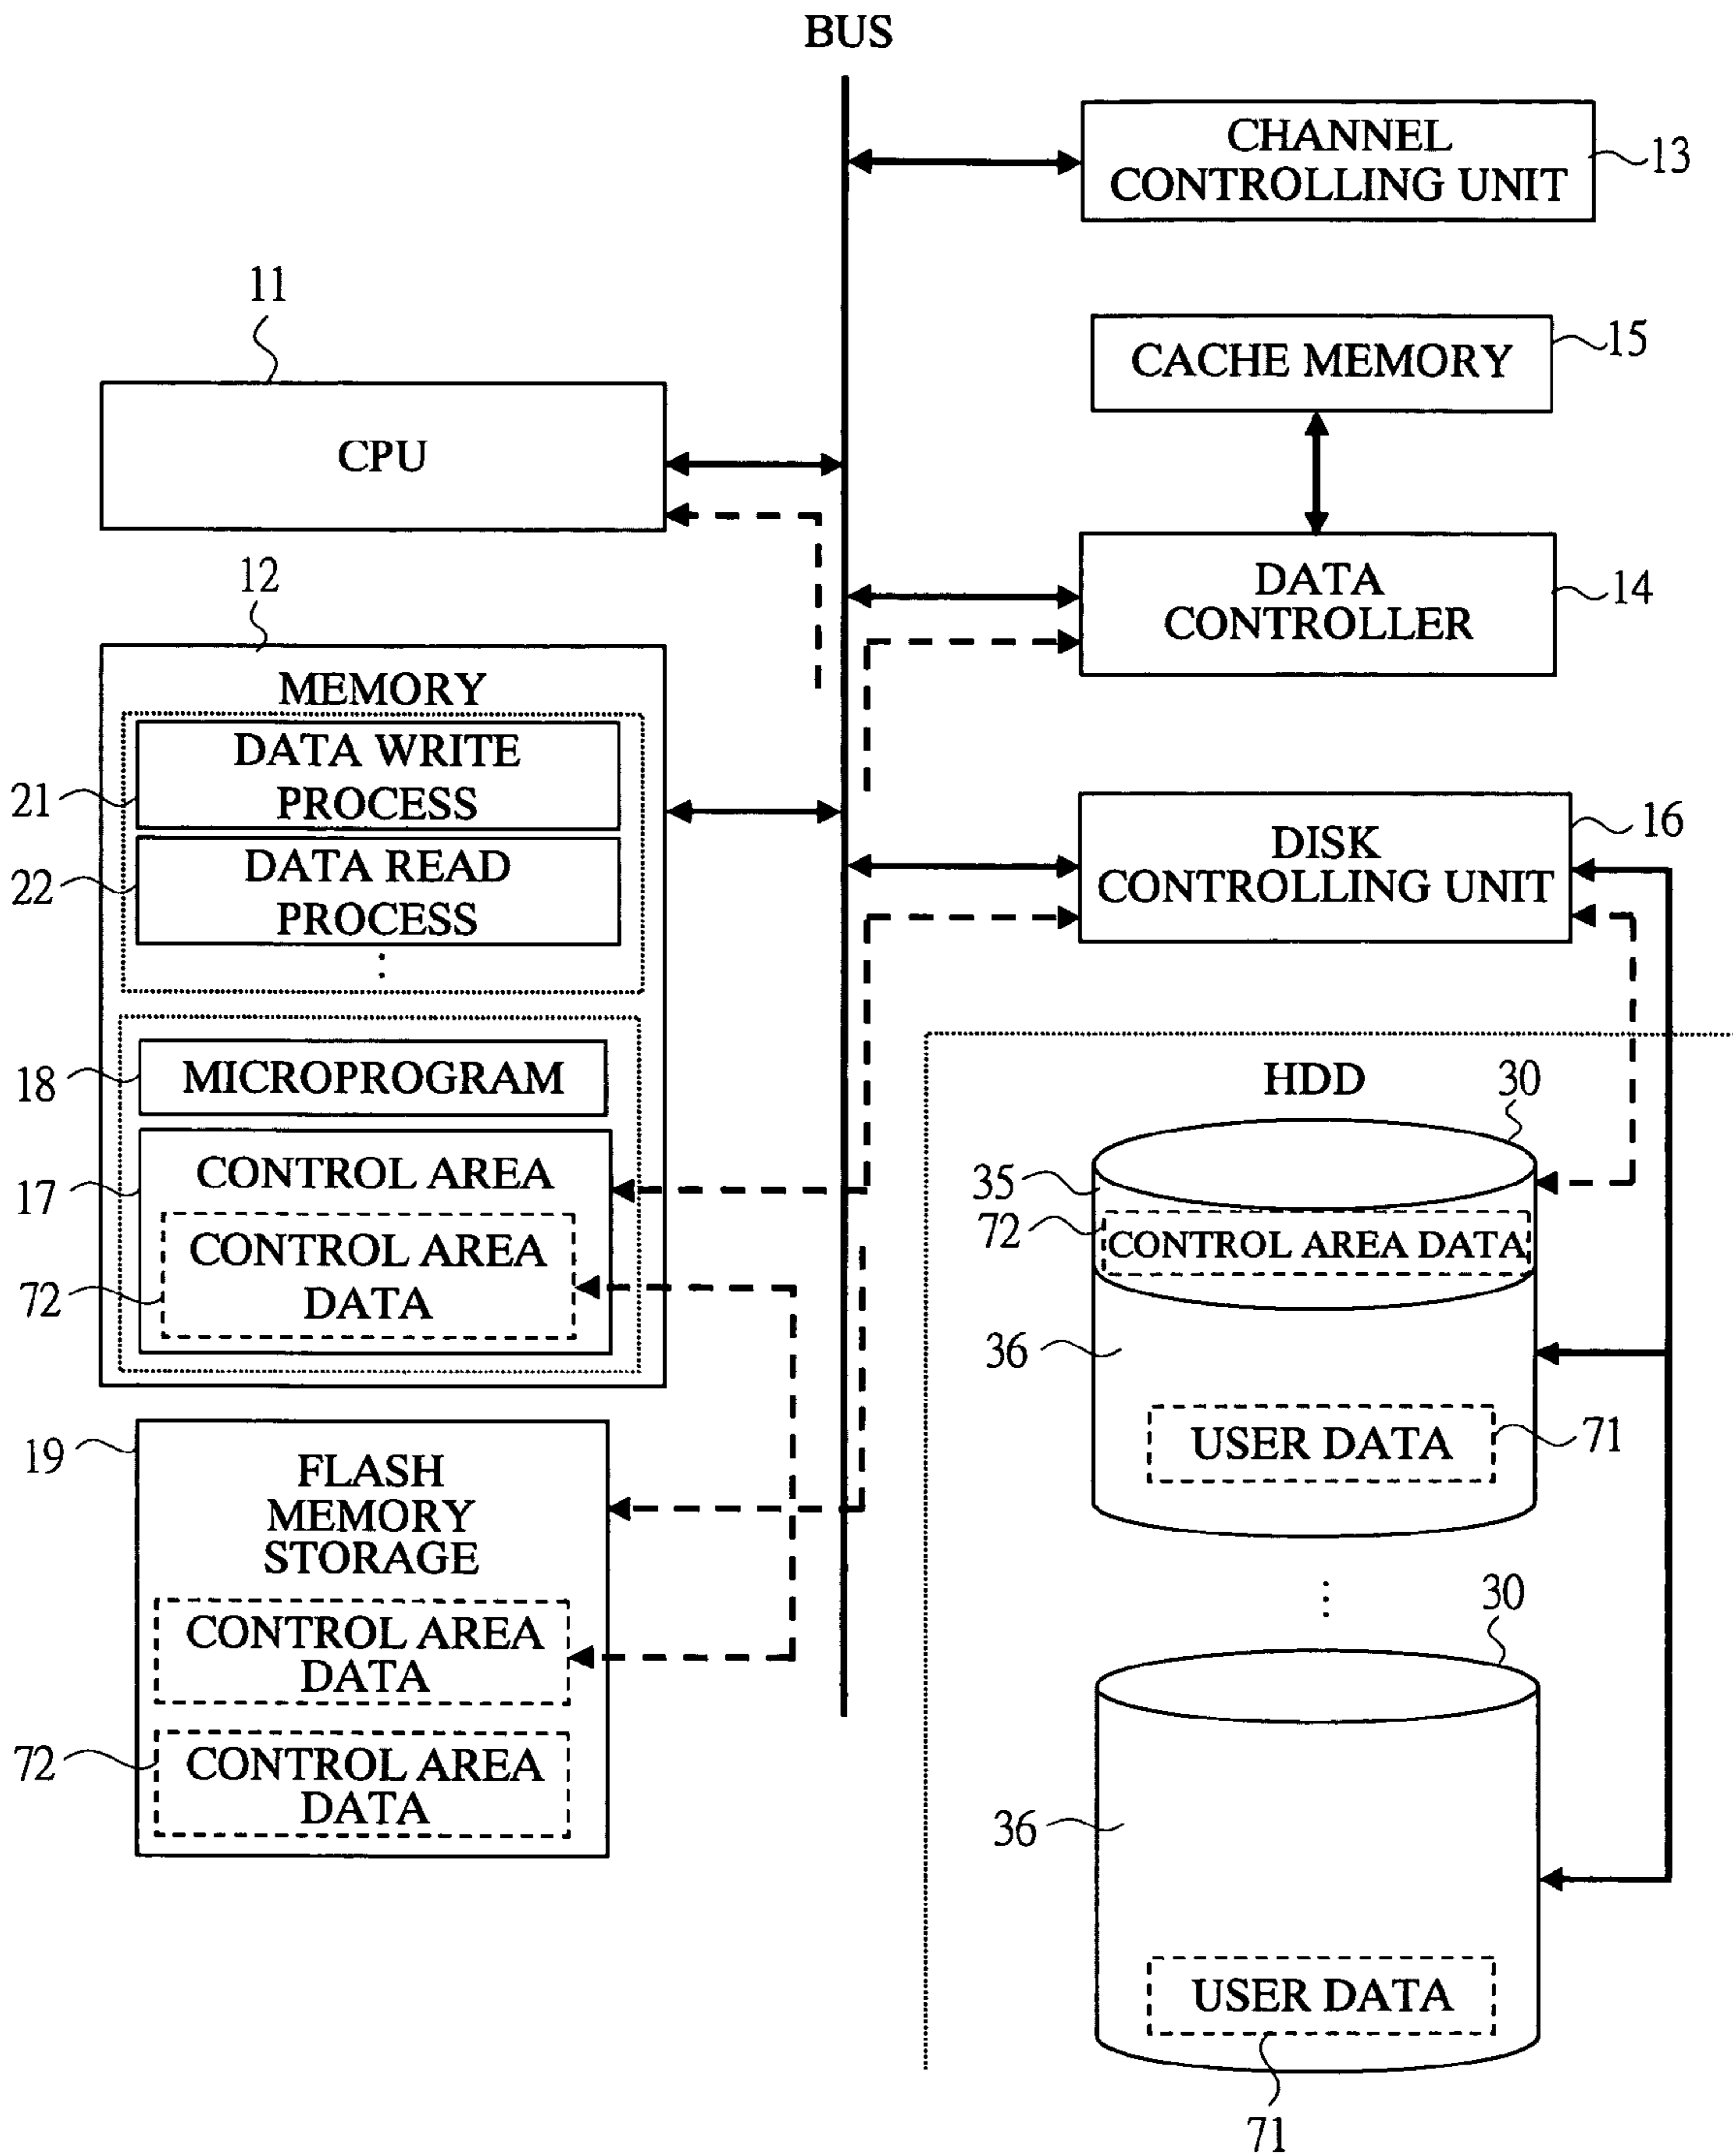 BUS
CHANNEL
CONTROLLING UNIT
13
11
CPU
CACHE MEMORY
15
DATA
CONTROLLER
14
12
MEMORY
DATA WRITE
PROCESS
21
DATA READ
PROCESS
22
DISK
CONTROLLING UNIT
16
18
MICROPROGRAM
17
CONTROL AREA
CONTROL AREA
DATA
72
HDD
30
35
72
CONTROL AREA DATA
36
USER DATA
71
19
FLASH
MEMORY
STORAGE
CONTROL AREA
DATA
72
CONTROL AREA
DATA
30
36
USER DATA
71